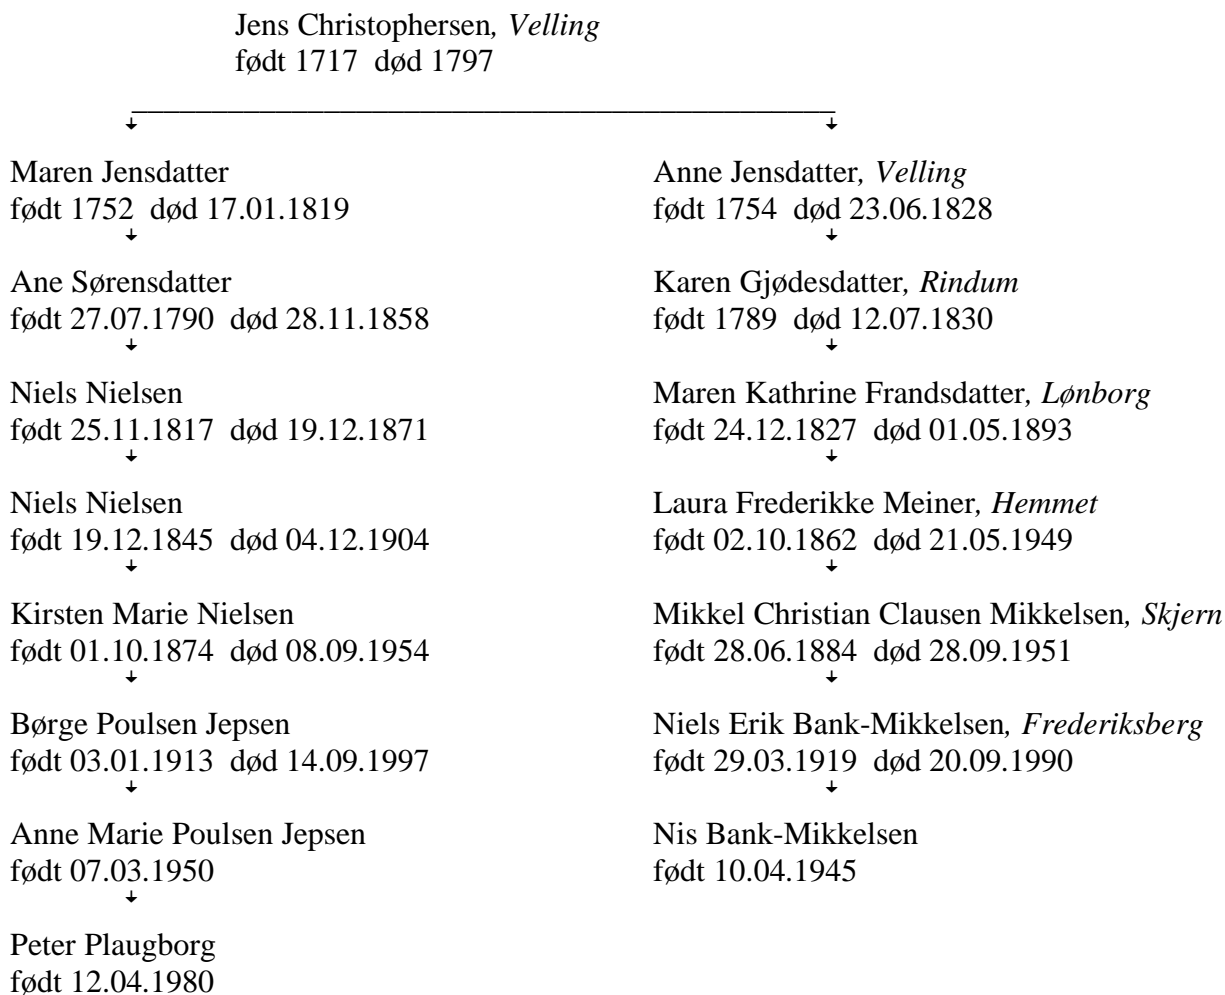 Jens Christophersen, Velling
født 1717 død 1797
Maren Jensdatter
født 1752 død 17.01.1819
Anne Jensdatter, Velling
født 1754 død 23.06.1828
Ane Sørensdatter
født 27.07.1790 død 28.11.1858
Karen Gjødesdatter, Rindum
født 1789 død 12.07.1830
Niels Nielsen
født 25.11.1817 død 19.12.1871
Maren Kathrine Frandsdatter, Lønborg
født 24.12.1827 død 01.05.1893
Niels Nielsen
født 19.12.1845 død 04.12.1904
Laura Frederikke Meiner, Hemmet
født 02.10.1862 død 21.05.1949
Kirsten Marie Nielsen
født 01.10.1874 død 08.09.1954
Mikkel Christian Clausen Mikkelsen, Skjern
født 28.06.1884 død 28.09.1951
Børge Poulsen Jepsen
født 03.01.1913 død 14.09.1997
Niels Erik Bank-Mikkelsen, Frederiksberg
født 29.03.1919 død 20.09.1990
Anne Marie Poulsen Jepsen
født 07.03.1950
Nis Bank-Mikkelsen
født 10.04.1945
Peter Plaugborg
født 12.04.1980